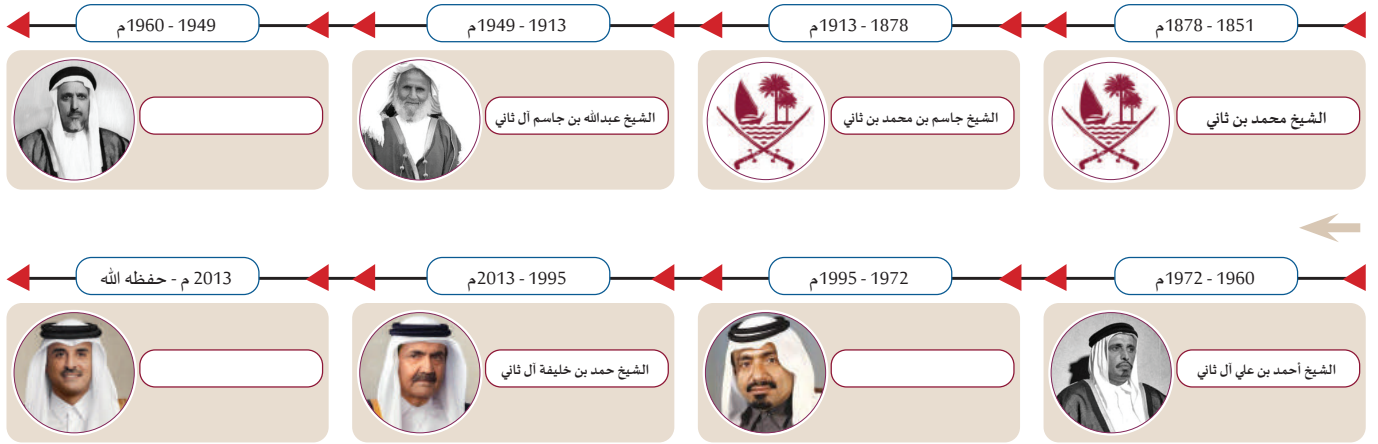 1851 - 1878م
1878 - 1913م
1913 - 1949م
1949 - 1960م
الشيخ محمد بن ثاني
الشيخ جاسم بن محمد بن ثاني
الشيخ عبدالله بن جاسم آل ثاني
1960 - 1972م
1972 - 1995م
1995 - 2013م
2013 م - حفظه الله
الشيخ أحمد بن علي آل ثاني
الشيخ حمد بن خليفة آل ثاني